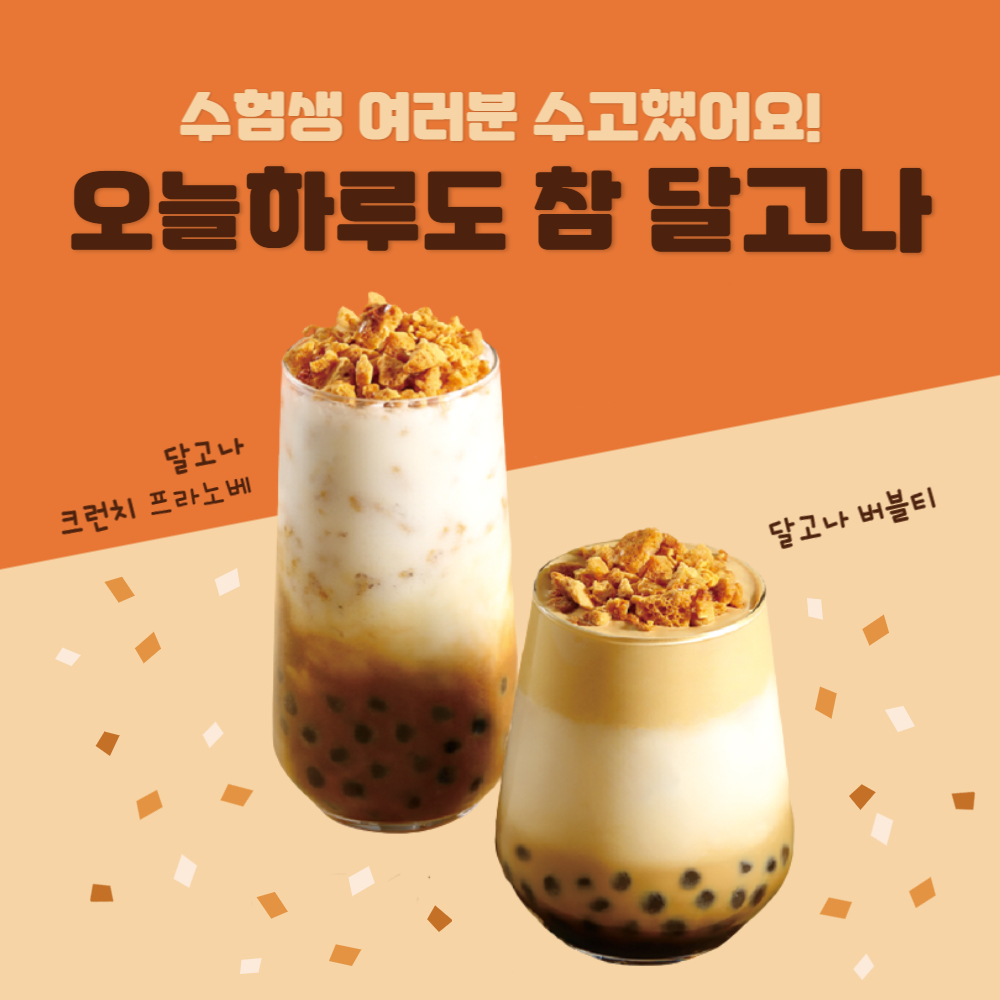 수험생 여러분 수고했어요!
오늘하루도 참 달고나
달고나
크런치 프라노베
달고나 버블티